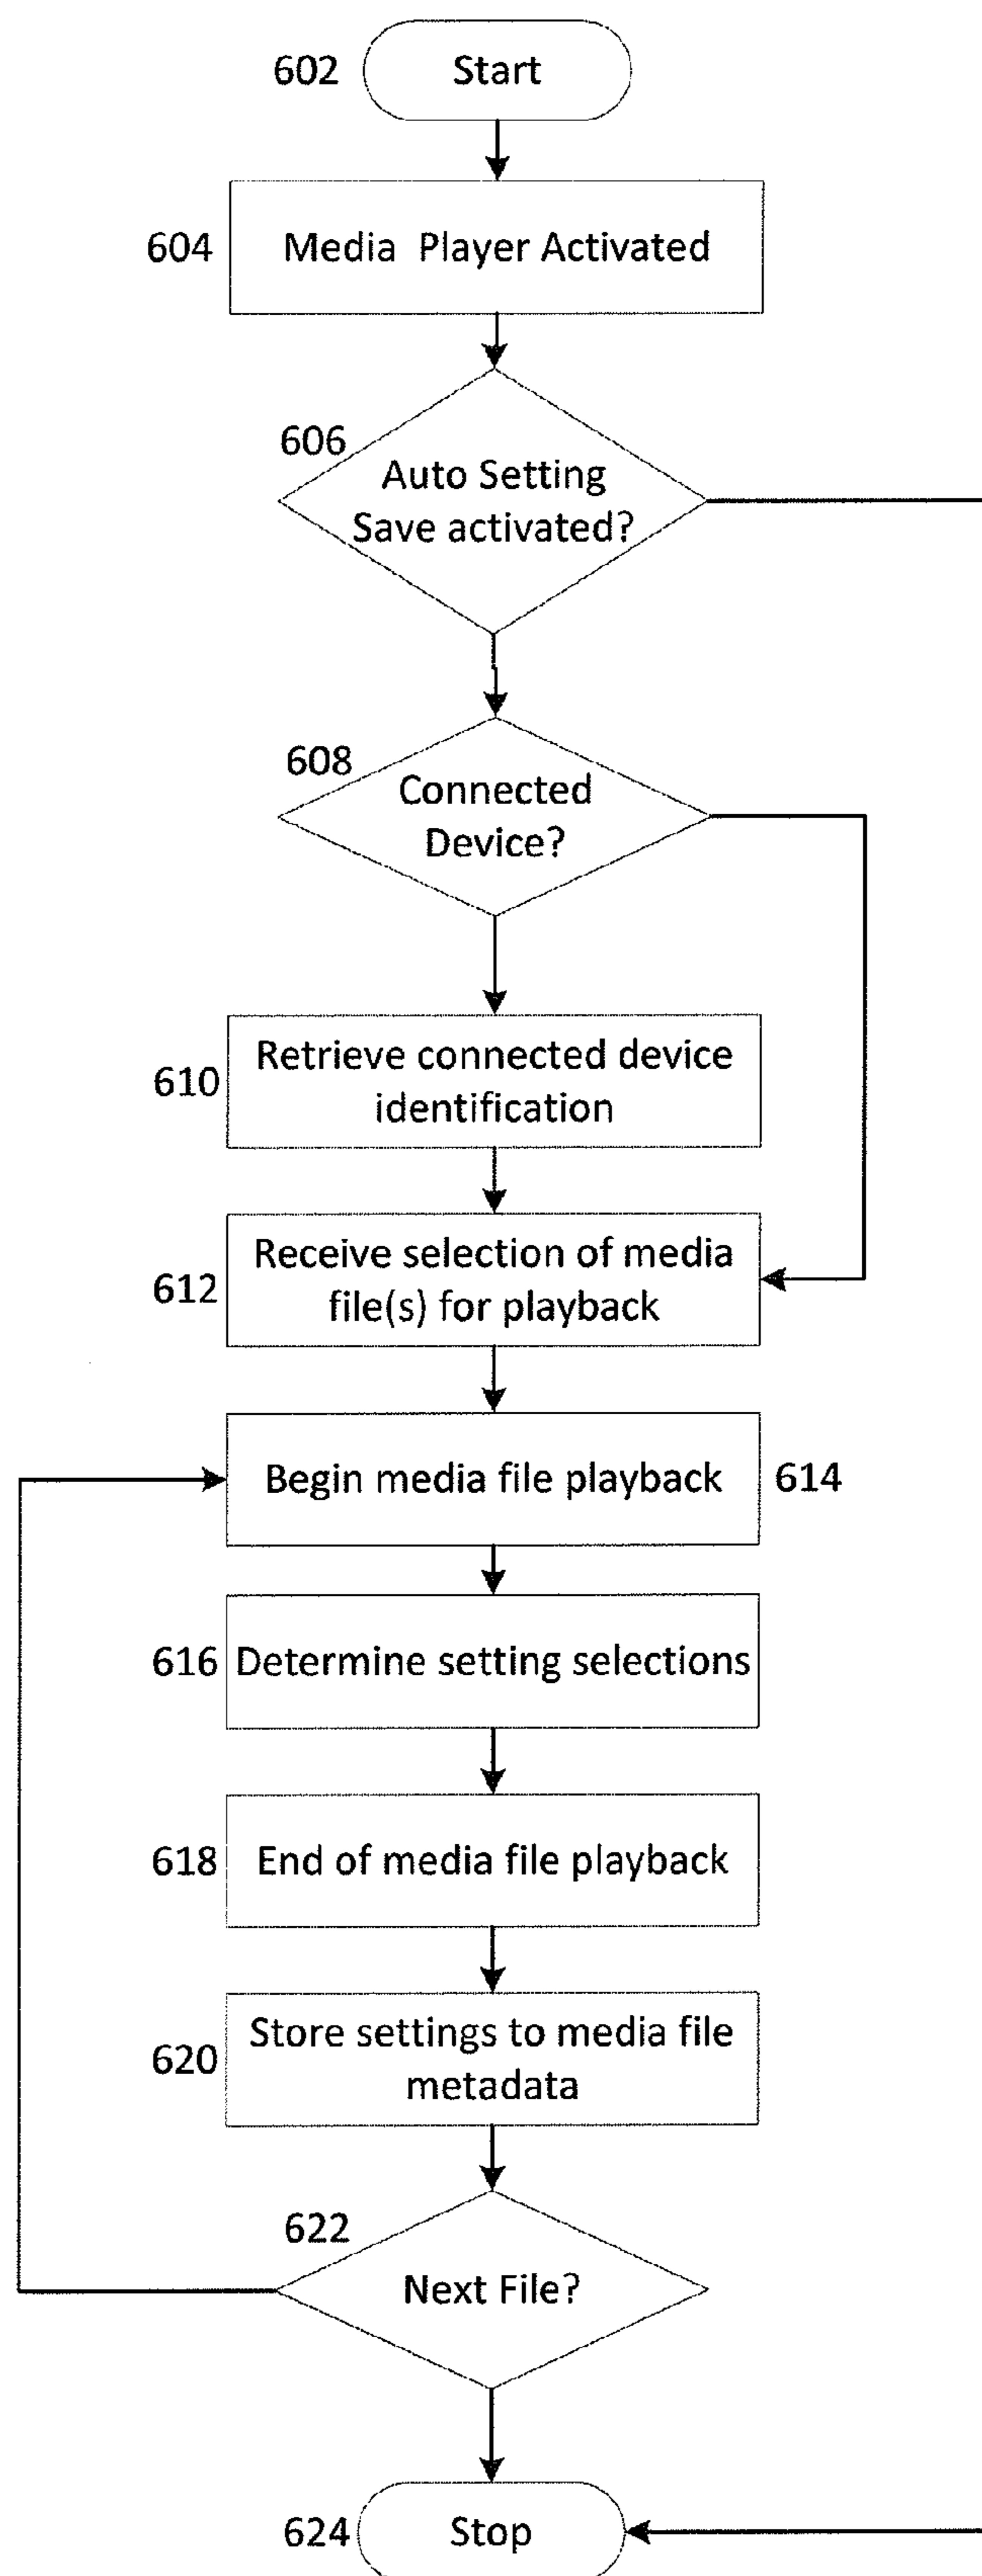 602
Start
604
Media Player Activated
606
Auto Setting
Save activated?
608
Connected
Device?
610
Retrieve connected device
identification
612
Receive selection of media
file(s) for playback
Begin media file playback
614
616
Determine setting selections
618
End of media file playback
620
Store settings to media file
metadata
622
Next File?
624
Stop